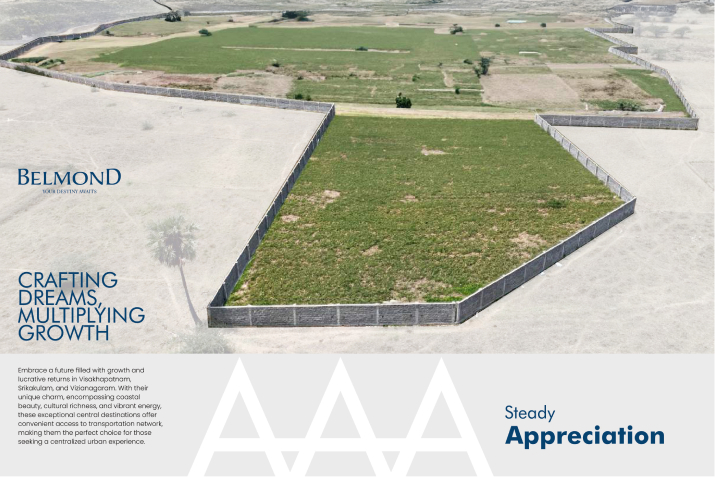 BELMOND
YOUR DESTINY AWAITS
CRAFTING
DREAMS,
MULTIPLYING
GROWTH
Embrace a future filled with growth and
lucrative returns in Visakhapatnam,
Srikakulam, and Vizianagaram. With their
unique charm, encompassing coastal
beauty, cultural richness, and vibrant energy,
these exceptional central destinations offer
convenient access to transportation network,
making them the perfect choice for those
seeking a centralized urban experience.
AAA
Steady
Appreciation